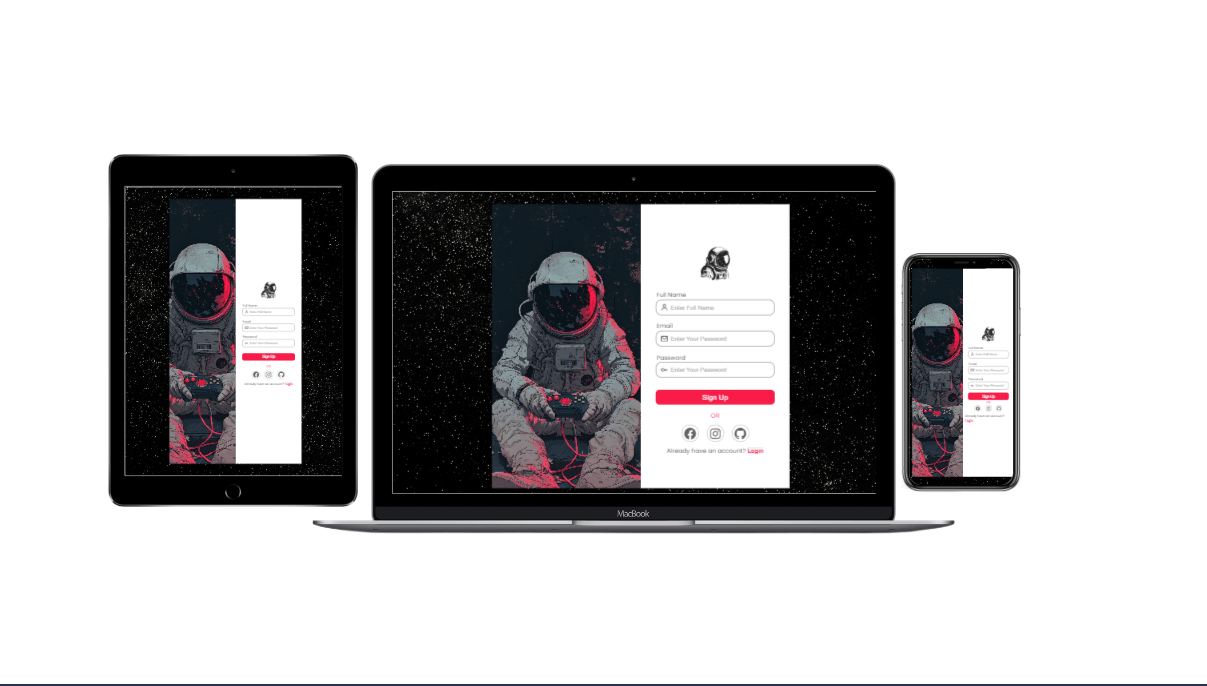 Full Name
Enter Full Name
Email
Enter Your Password
Password
Enter Your Password
Sign Up
OR
Already have an account? Login
Full Name
Enter Full Name
Email
Enter Your Password
Password
Enter Your Password
Sign Up
OR
Already have an account? Login
MacBook
Full Name
Enter Full Name
Email
Enter Your Password
Password
Enter Your Password
Sign Up
OR
Already have an account?
Login